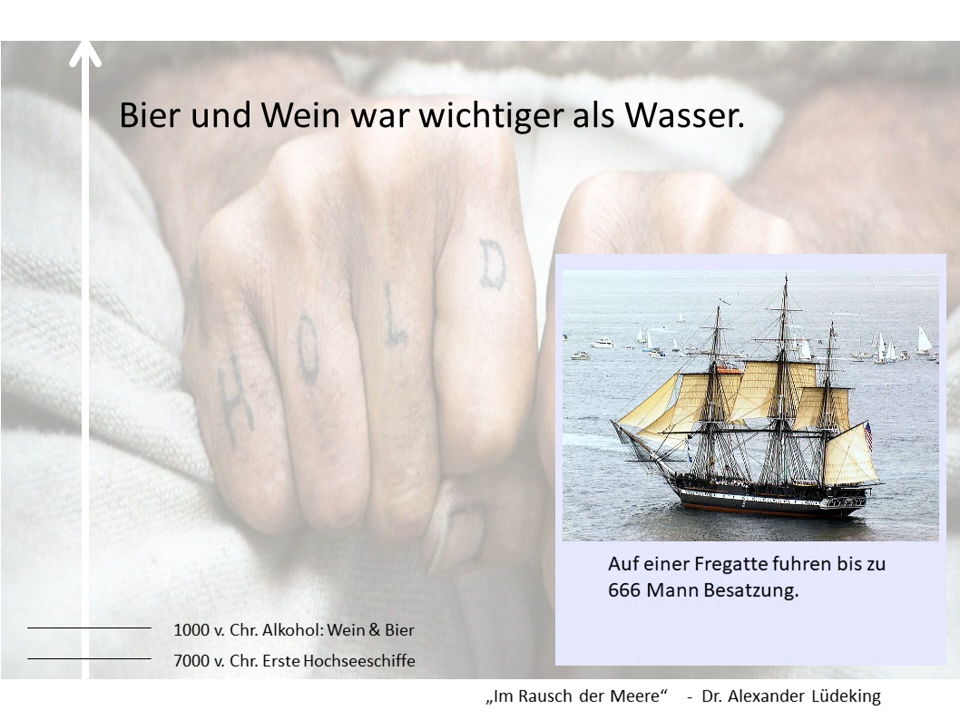 Bier und Wein war wichtiger als Wasser.
H O L D
Auf einer Fregatte fuhren bis zu
666 Mann Besatzung.
1000 v. Chr. Alkohol: Wein & Bier
7000 v. Chr. Erste Hochseeschiffe
„Im Rausch der Meere“ - Dr. Alexander Lüdeking